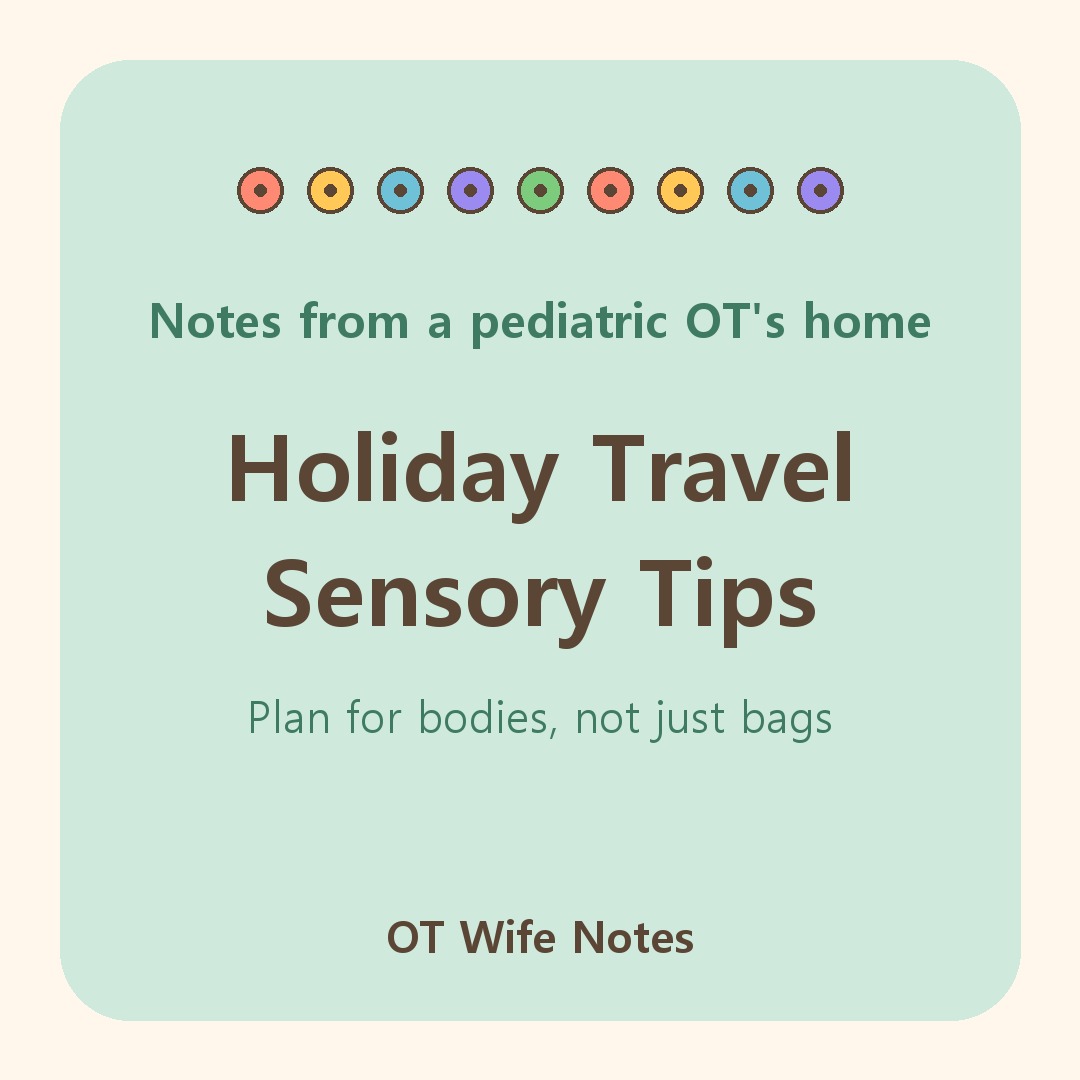 Notes from a pediatric OT's home
Holiday Travel
Sensory Tips
Plan for bodies, not just bags
OT Wife Notes